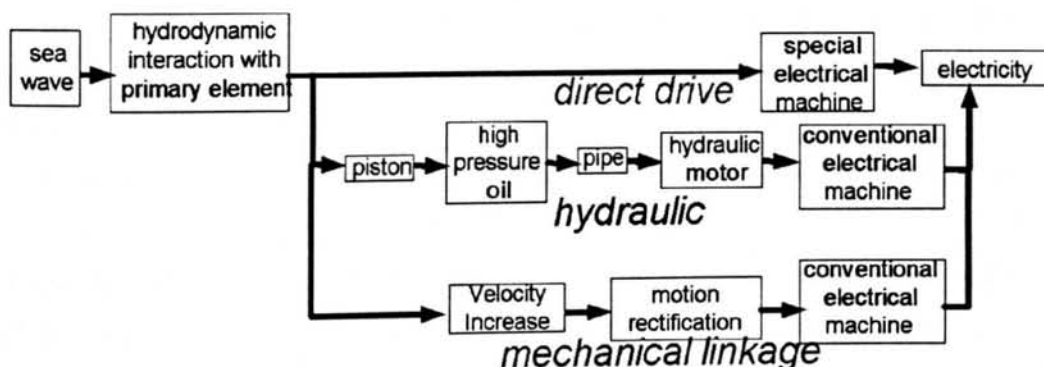 sea
wave
hydrodynamic
interaction with
primary element
direct drive
special
electrical
machine
electricity
piston
high
pressure
oil
pipe
hydraulic
motor
conventional
electrical
machine
hydraulic
Velocity
Increase
motion
rectification
conventional
electrical
machine
mechanical linkage